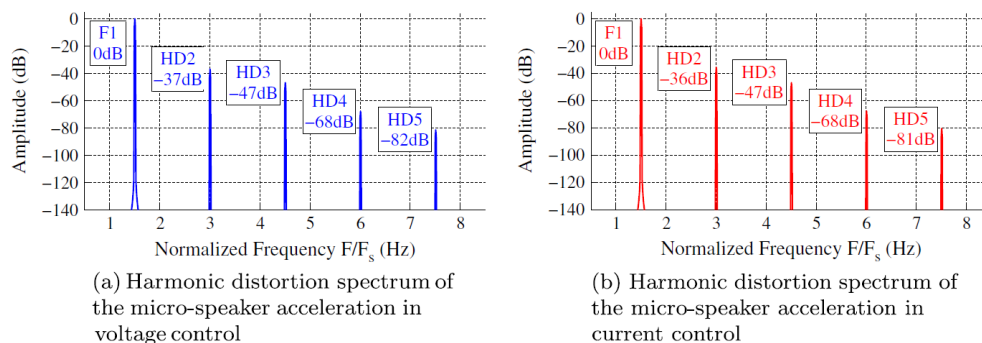 0
−20
−40
−60
−80
−100
−120
−140
Amplitude (dB)
F1
0dB
HD2
−37dB
HD3
−47dB
HD4
−68dB
HD5
−82dB
1 2 3 4 5 6 7 8
Normalized Frequency F/Fs (Hz)
(a) Harmonic distortion spectrum of
the micro-speaker acceleration in
voltage control
0
−20
−40
−60
−80
−100
−120
−140
Amplitude (dB)
F1
0dB
HD2
−36dB
HD3
−47dB
HD4
−68dB
HD5
−81dB
1 2 3 4 5 6 7 8
Normalized Frequency F/Fs (Hz)
(b) Harmonic distortion spectrum of
the micro-speaker acceleration in
current control